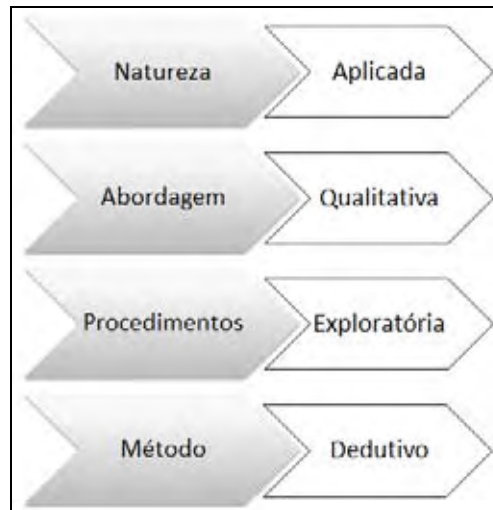 Natureza Aplicada
Abordagem Qualitativa
Procedimentos Exploratória
Método Dedutivo